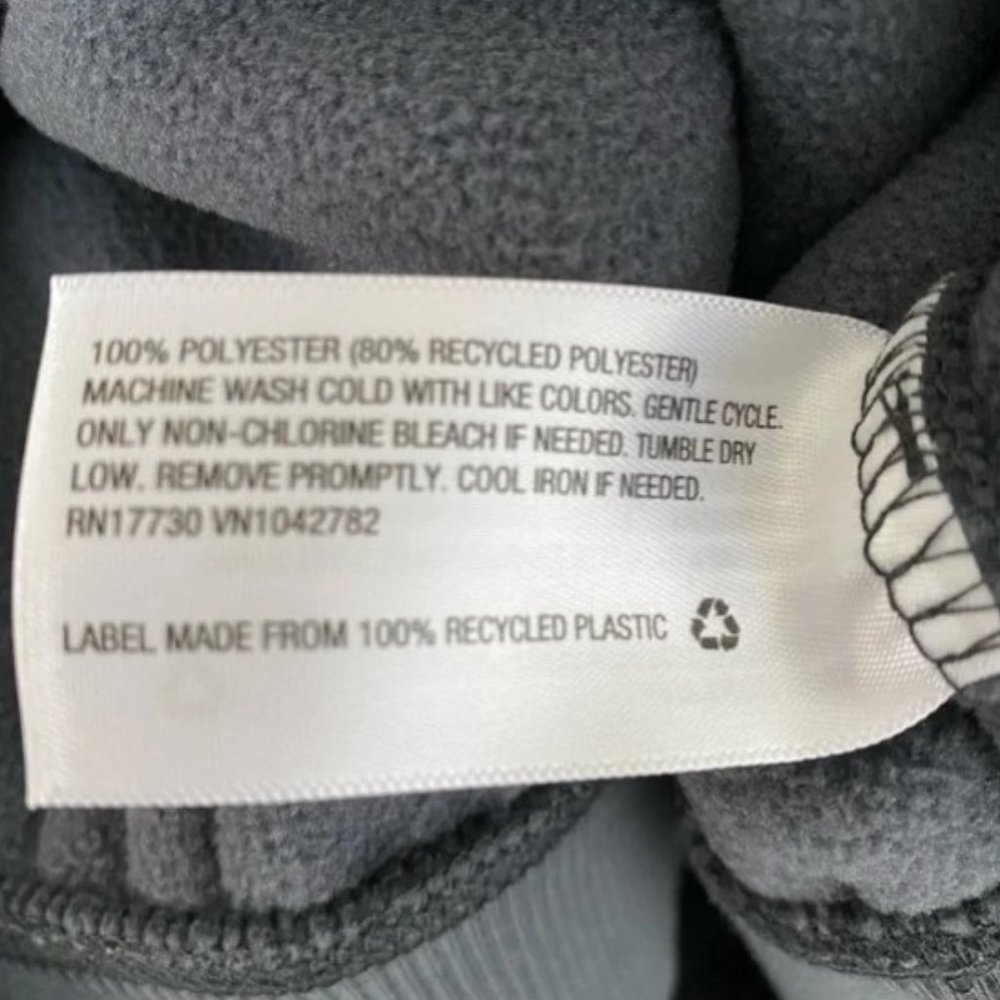 100% POLYESTER (80% RECYCLED POLYESTER)
MACHINE WASH COLD WITH LIKE COLORS. GENTLE CYCLE.
ONLY NON-CHLORINE BLEACH IF NEEDED. TUMBLE DRY
LOW. REMOVE PROMPTLY. COOL IRON IF NEEDED.
RN17730 VN1042782
LABEL MADE FROM 100% RECYCLED PLASTIC